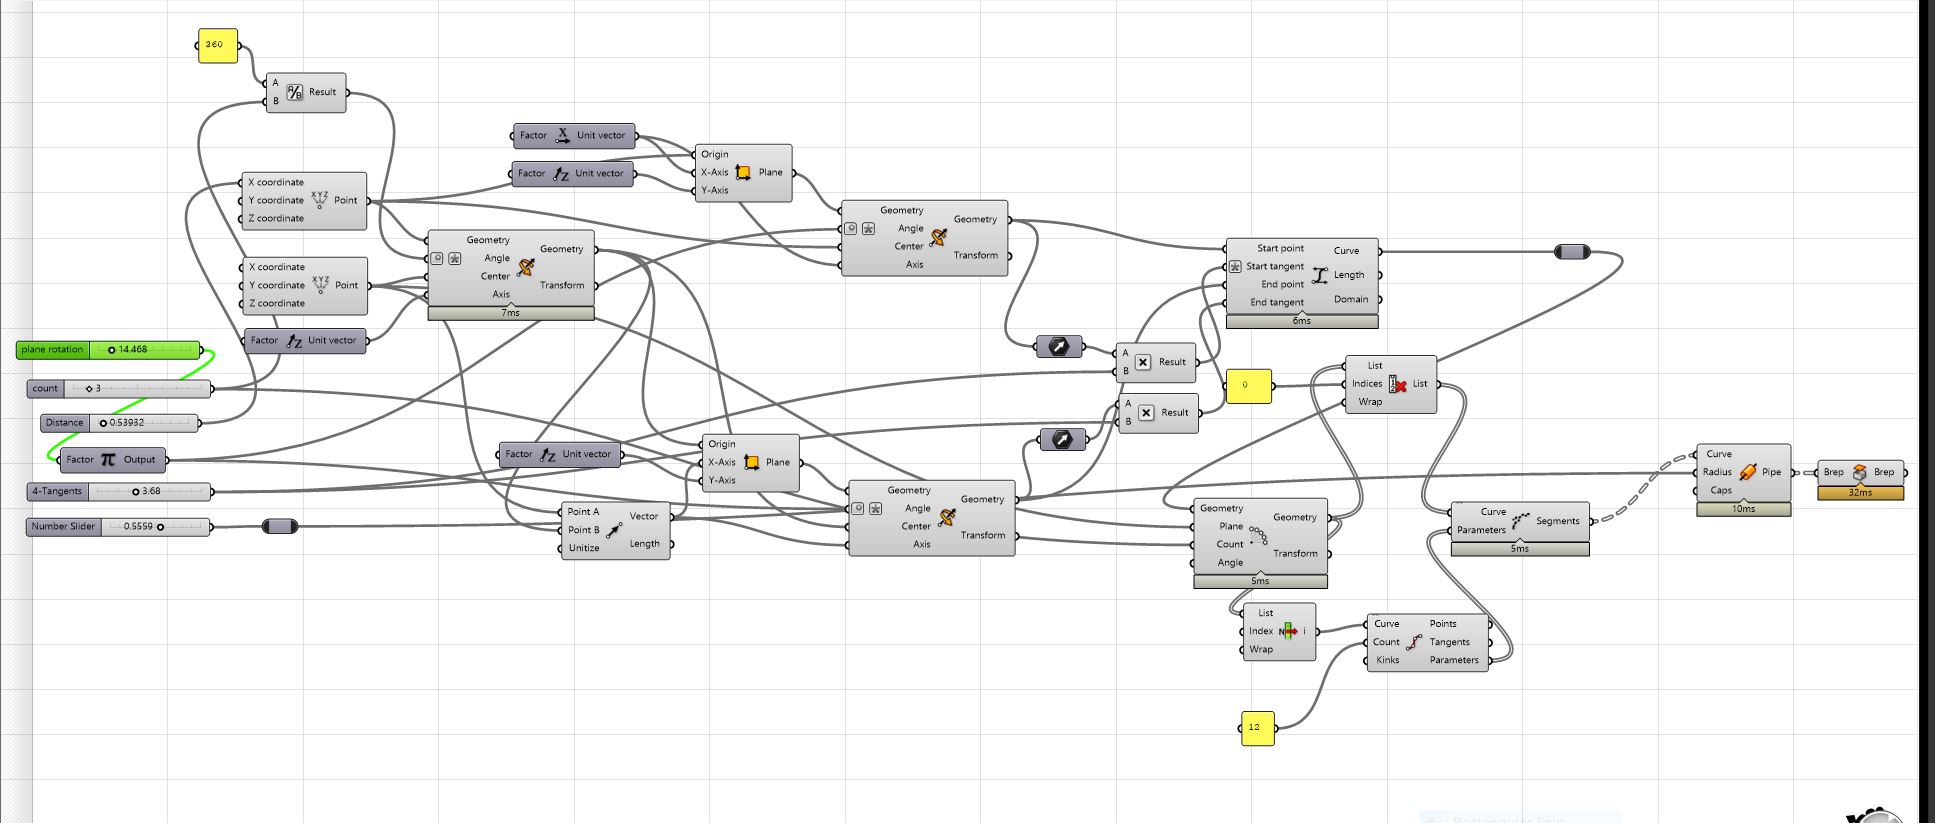 360
A
B
Result
Factor X Unit vector
Factor Z Unit vector
Origin
X-Axis
Y-Axis
Plane
X coordinate
Y coordinate
Z coordinate
XYZ
Point
X coordinate
Y coordinate
Z coordinate
XYZ
Point
Factor Z Unit vector
Geometry
Angle
Center
Axis
Geometry
Transform
7ms
Geometry
Angle
Center
Axis
Geometry
Transform
Start point
Start tangent
End point
End tangent
Curve
Length
Domain
6ms
plane rotation 14.468
count 3
Distance 0.53932
Factor π Output
4-Tangents 3.68
Number Slider 0.5559
A
B
Result
A
B
Result
0
List
Indices
Wrap
List
Factor Z Unit vector
Origin
X-Axis
Y-Axis
Plane
Point A
Point B
Unitize
Vector
Length
Geometry
Angle
Center
Axis
Geometry
Transform
Geometry
Plane
Count
Angle
Geometry
Transform
5ms
Curve
Parameters
Segments
5ms
Curve
Radius
Caps
Pipe
10ms
Brep Brep
32ms
List
Index
Wrap
N
i
Curve
Count
Kinks
Points
Tangents
Parameters
12